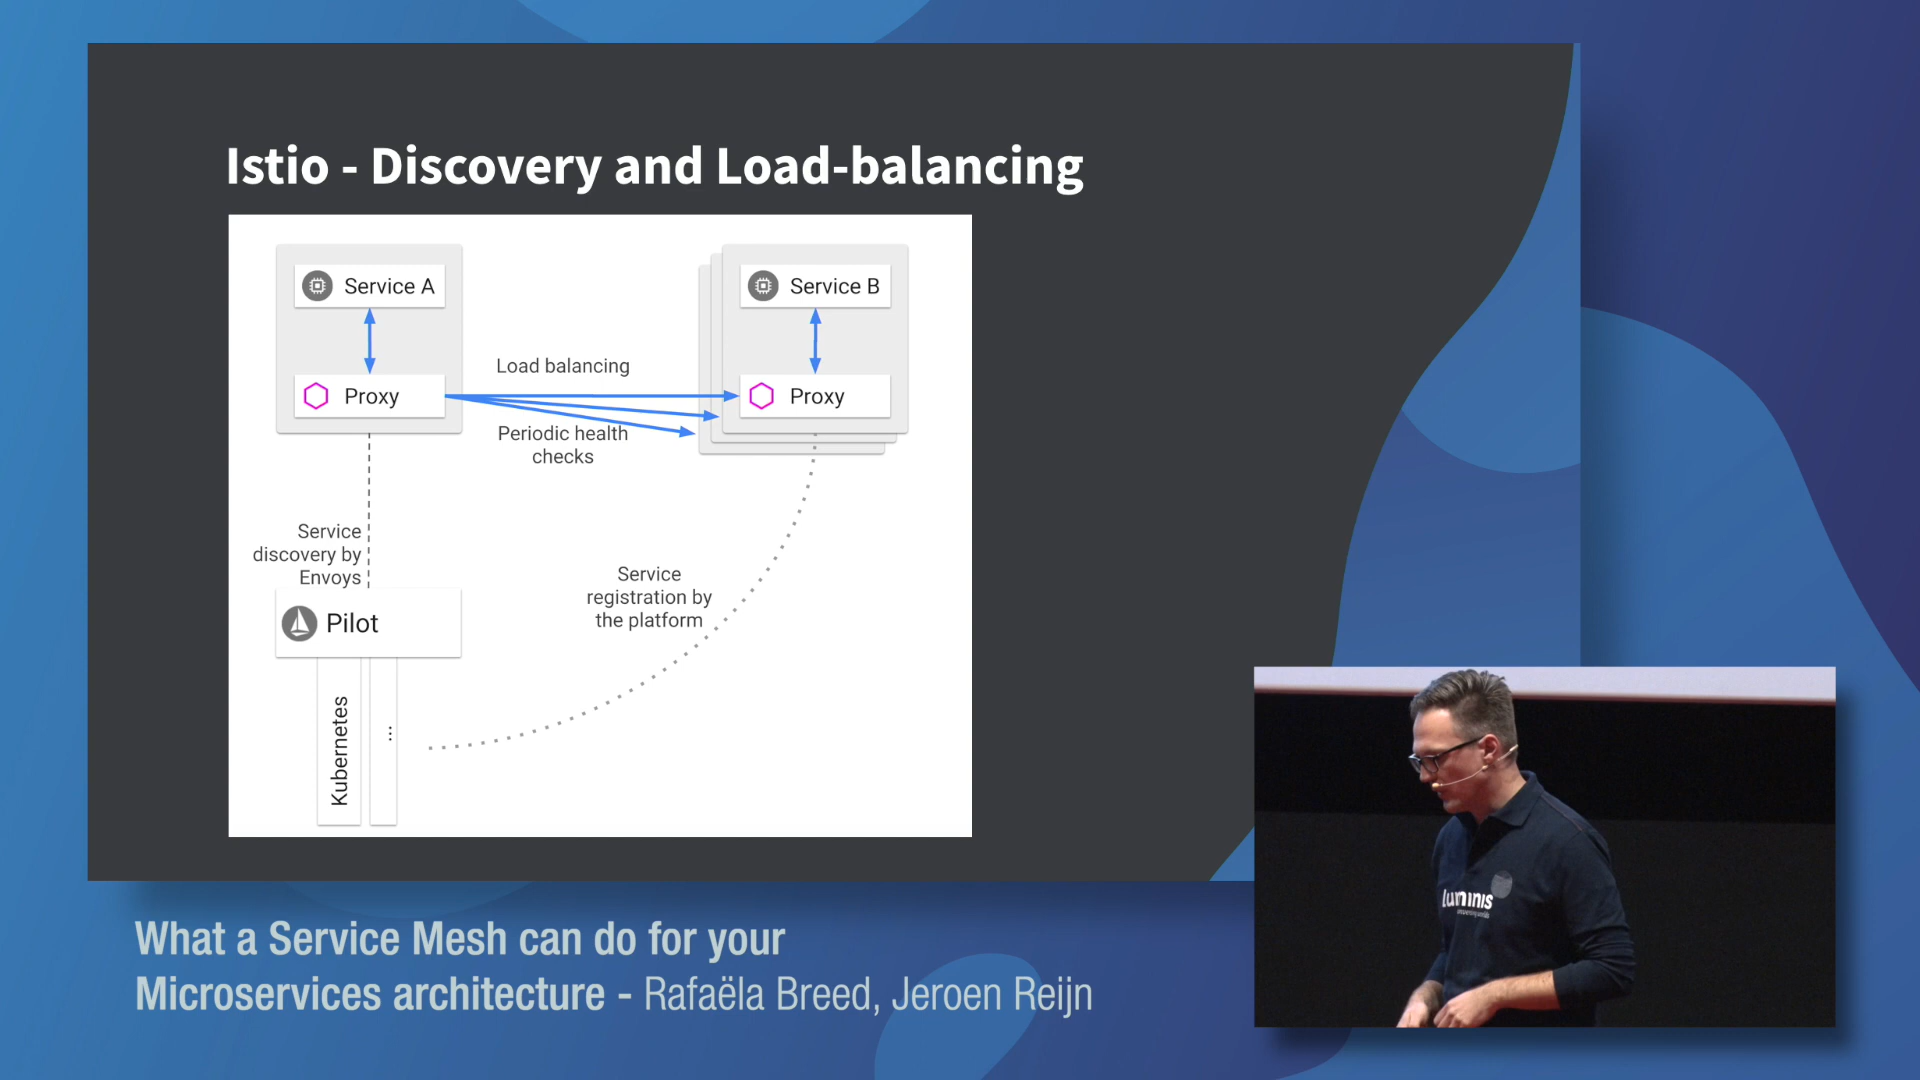 Istio - Discovery and Load-balancing
Service A
Service B
Proxy
Proxy
Load balancing
Periodic health
checks
Service
discovery by
Envoys
Pilot
Service
registration by
the platform
Kubernetes
...
What a Service Mesh can do for your
Microservices architecture - Rafaëla Breed, Jeroen Reijn
luminis